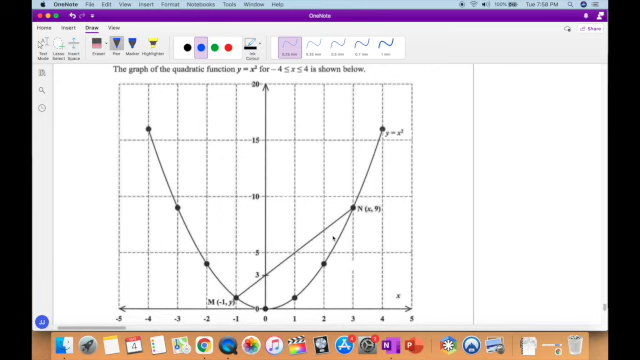 OneNote File Edit View Insert Format Notebooks Tools Window Help 100% Tue 7:58 PM
OneNote
Home Insert Draw View Share
Text Mode Lasso Select Insert Space Eraser Pen Marker Highlighter Ink Colour 0.25 mm 0.35 mm 0.5 mm 0.7 mm 1 mm
The graph of the quadratic function y = x² for – 4 ≤ x ≤ 4 is shown below.
20
15
y = x²
10
N (x, 9)
5
3
M (-1, y)
x
0
-5 -4 -3 -2 -1 0 1 2 3 4 5
JJ